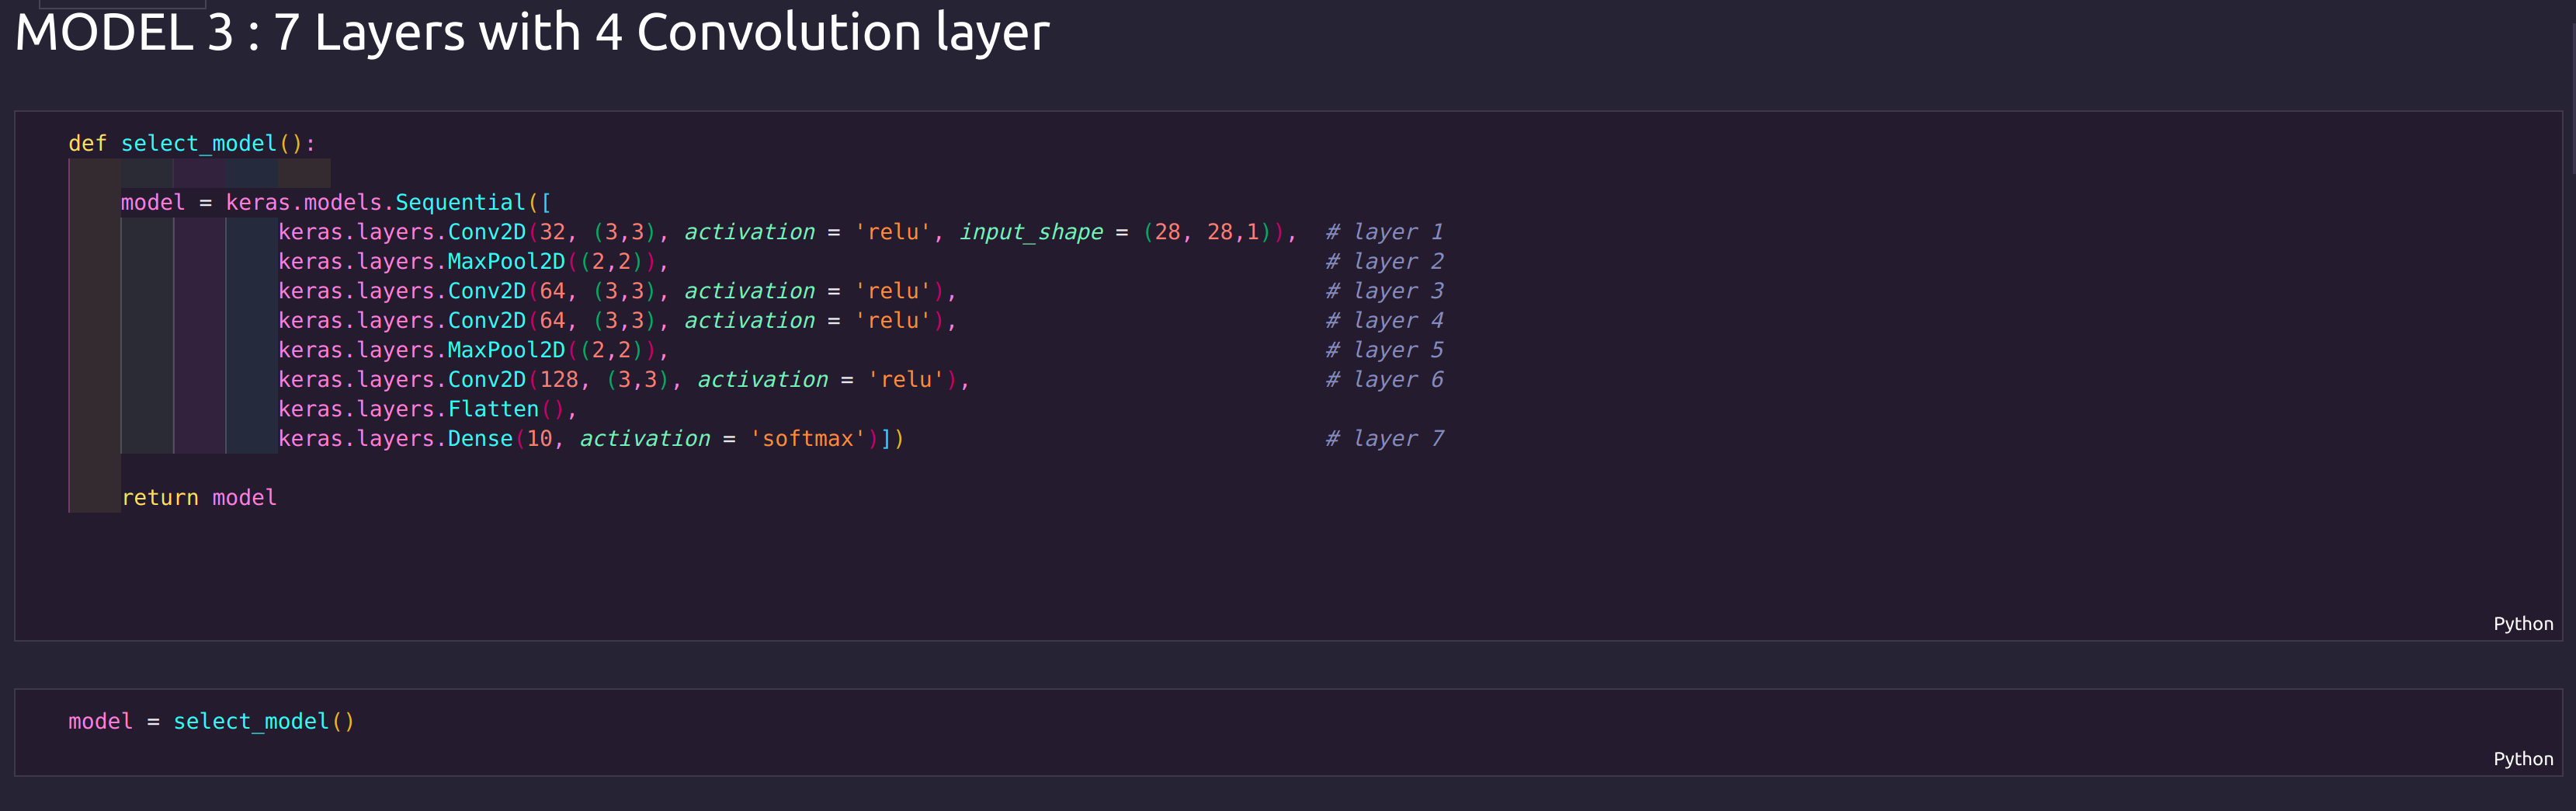 MODEL 3 : 7 Layers with 4 Convolution layer
def select_model():
model = keras.models.Sequential([
keras.layers.Conv2D(32, (3,3), activation = 'relu', input_shape = (28, 28,1)),  # layer 1
keras.layers.MaxPool2D((2,2)),  # layer 2
keras.layers.Conv2D(64, (3,3), activation = 'relu'),  # layer 3
keras.layers.Conv2D(64, (3,3), activation = 'relu'),  # layer 4
keras.layers.MaxPool2D((2,2)),  # layer 5
keras.layers.Conv2D(128, (3,3), activation = 'relu'),  # layer 6
keras.layers.Flatten(),
keras.layers.Dense(10, activation = 'softmax')])  # layer 7
return model
Python
model = select_model()
Python